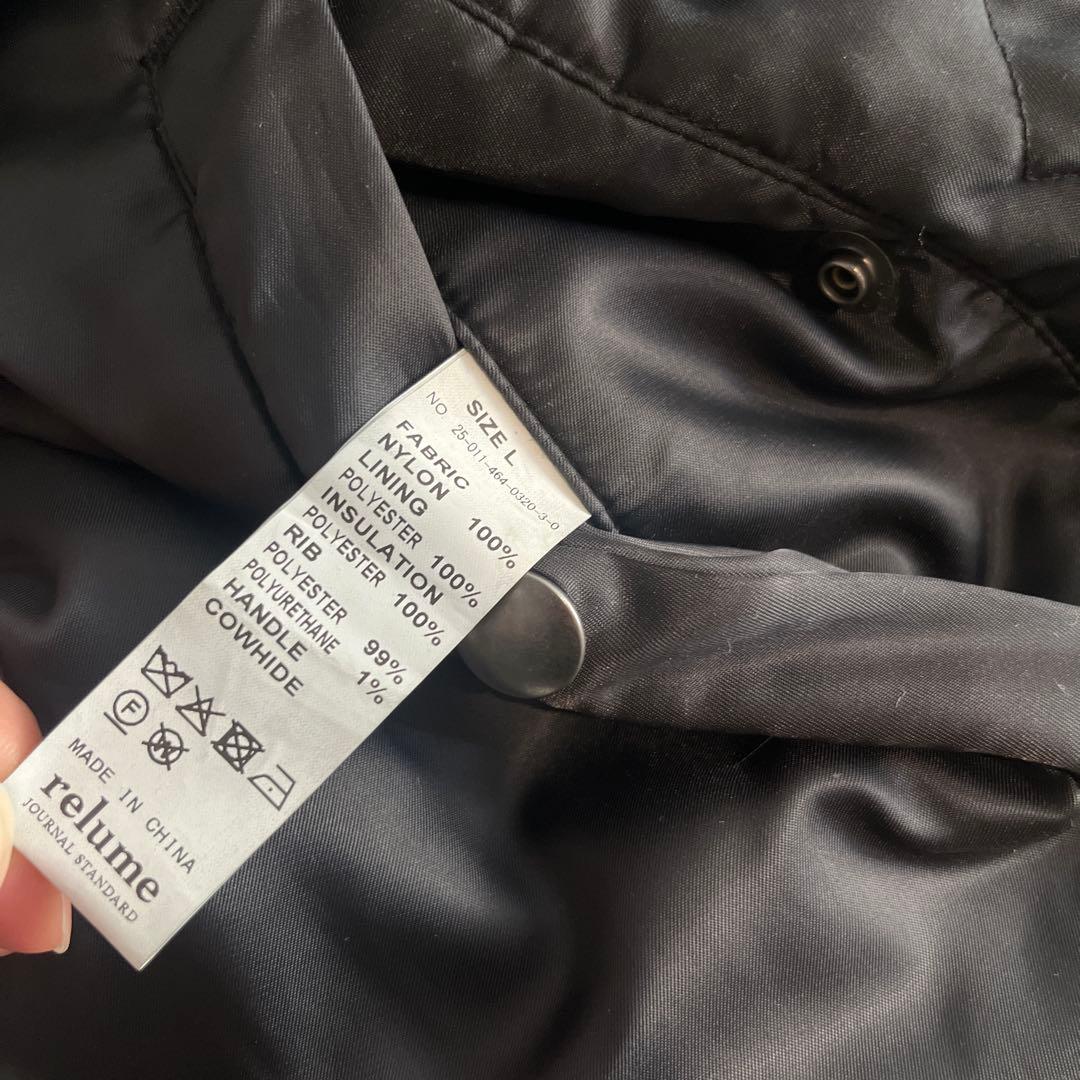 SIZE L
NO. 25-011-464-0320-3-0
FABRIC
NYLON 100%
LINING
POLYESTER 100%
INSULATION
POLYESTER 100%
RIB
POLYESTER 99%
POLYURETHANE 1%
HANDLE
COWHIDE
F
W
MADE IN CHINA
relume
JOURNAL STANDARD